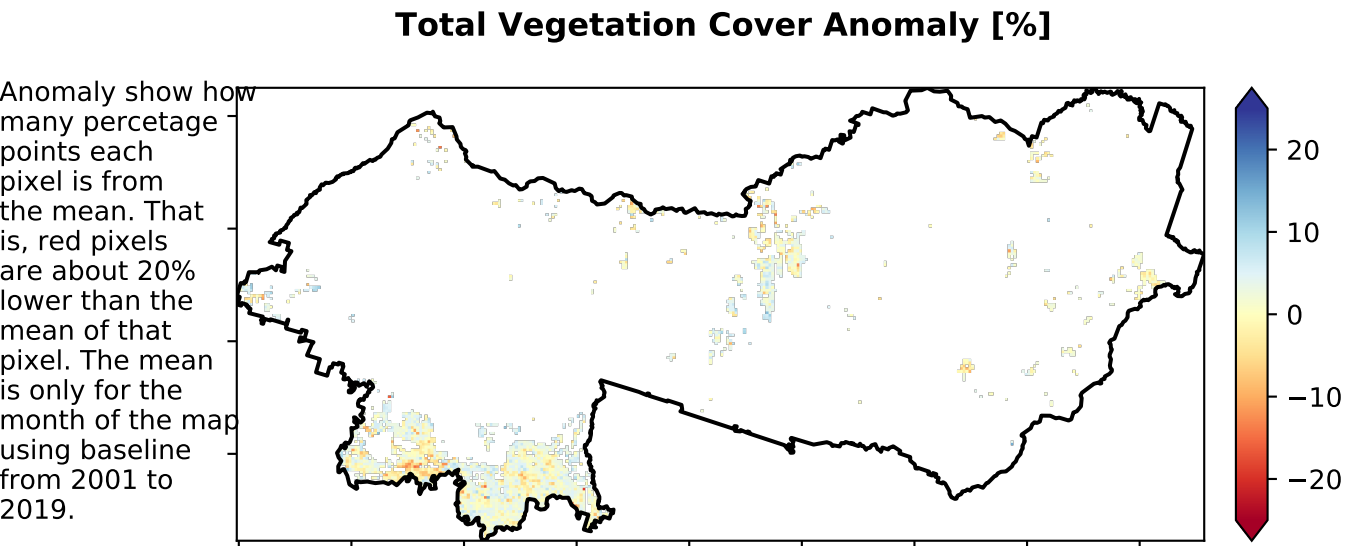 Total Vegetation Cover Anomaly [%]
Anomaly show how
many percetage
points each
pixel is from
the mean. That
is, red pixels
are about 20%
lower than the
mean of that
pixel. The mean
is only for the
month of the map
using baseline
from 2001 to
2019.
20
10
0
−10
−20